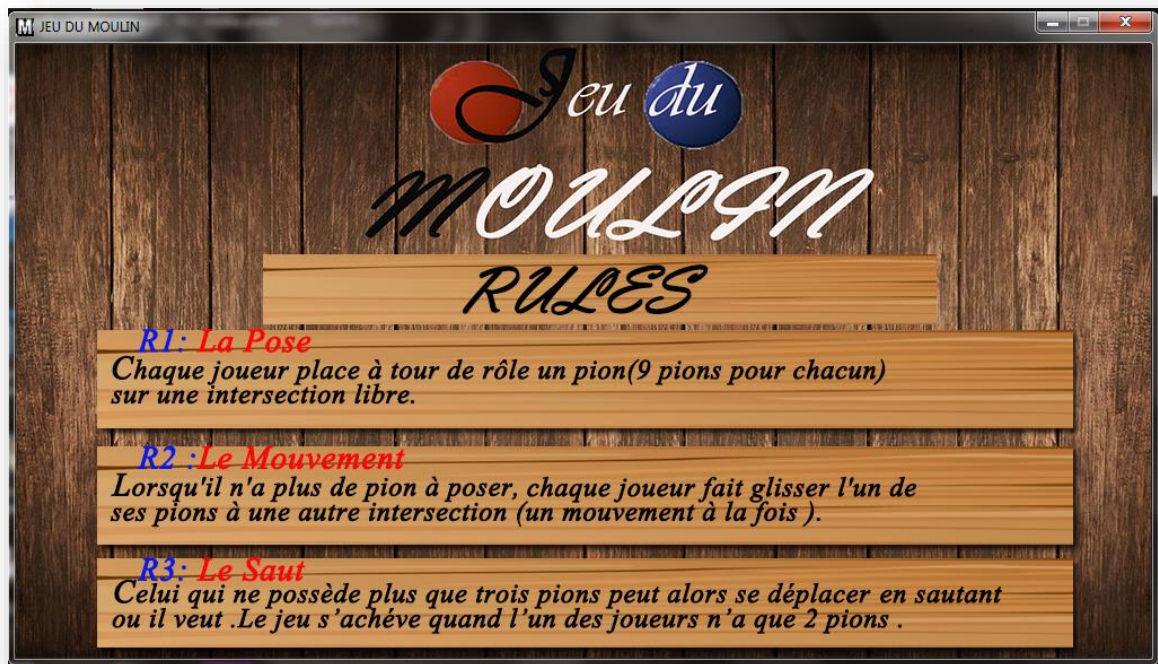 JEU DU MOULIN
Jeu du
MOULIN
RULES
R1: La Pose
Chaque joueur place à tour de rôle un pion(9 pions pour chacun)
sur une intersection libre.
R2 :Le Mouvement
Lorsqu'il n'a plus de pion à poser, chaque joueur fait glisser l'un de
ses pions à une autre intersection (un mouvement à la fois ).
R3: Le Saut
Celui qui ne possède plus que trois pions peut alors se déplacer en sautant
ou il veut .Le jeu s’achéve quand l’un des joueurs n’a que 2 pions .